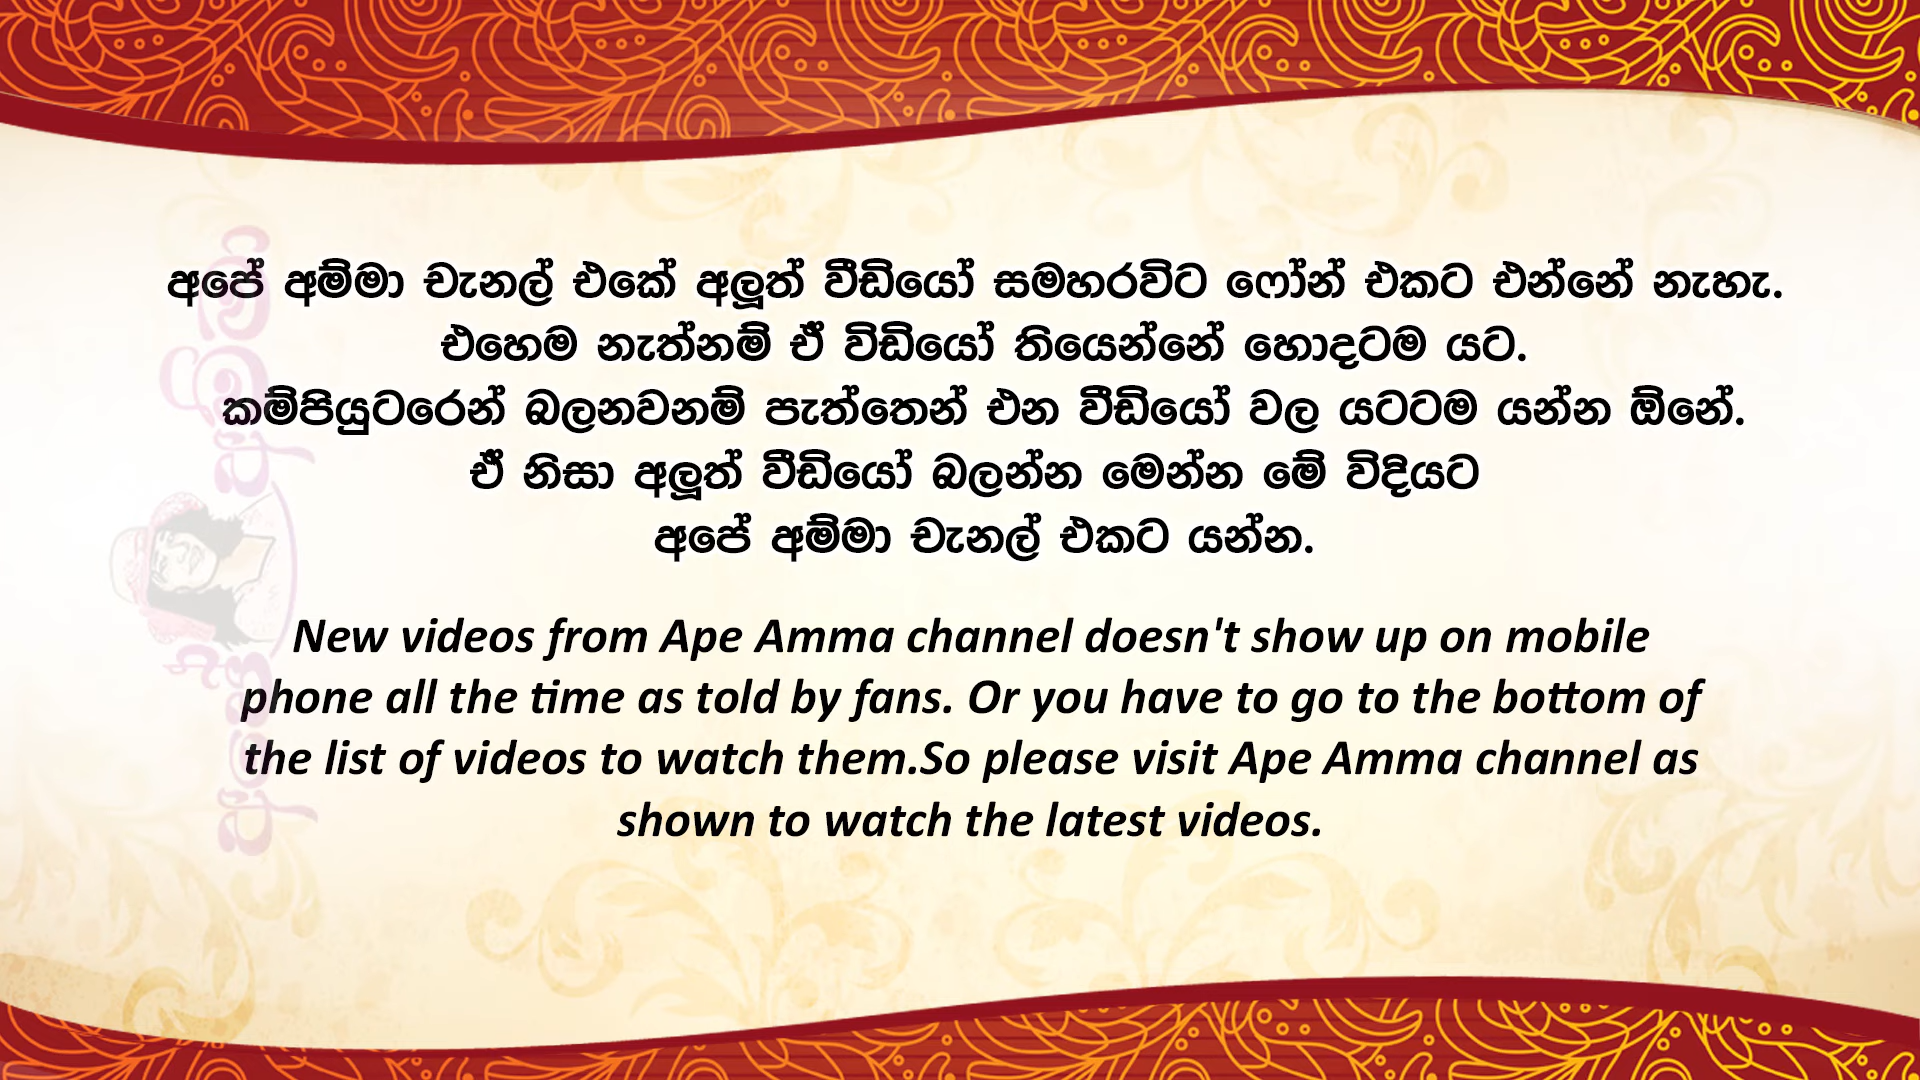 අපේ අම්මා චැනල් එකේ අලුත් වීඩියෝ සමහරවිට ෆෝන් එකට එන්නේ නැහැ.
එහෙම නැත්නම් ඒ විඩියෝ තියෙන්නේ හොදටම යට.
කම්පියුටරෙන් බලනවනම් පැත්තෙන් එන වීඩියෝ වල යටටම යන්න ඕනේ.
ඒ නිසා අලූත් වීඩියෝ බලන්න මෙන්න මේ විදියට
අපේ අම්මා චැනල් එකට යන්න.
New videos from Ape Amma channel doesn't show up on mobile
phone all the time as told by fans. Or you have to go to the bottom of
the list of videos to watch them.So please visit Ape Amma channel as
shown to watch the latest videos.